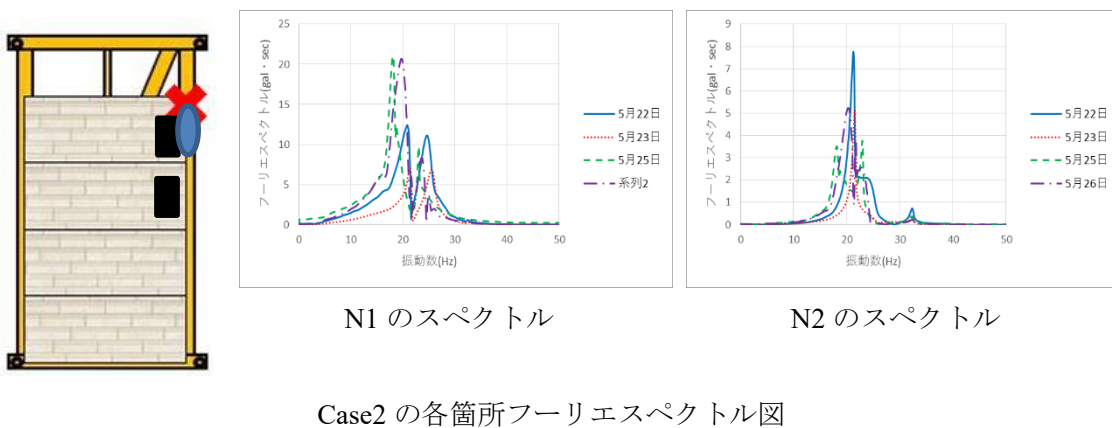 フーリエスペクトル(gal・sec)
25
20
15
10
5
0
0 10 20 30 40 50
振動数(Hz)
5月22日
5月23日
5月25日
系列2
フーリエスペクトル(gal・sec)
9
8
7
6
5
4
3
2
1
0
0 10 20 30 40 50
振動数(Hz)
5月22日
5月23日
5月25日
5月26日
N1 のスペクトル
N2 のスペクトル
Case2 の各箇所フーリエスペクトル図